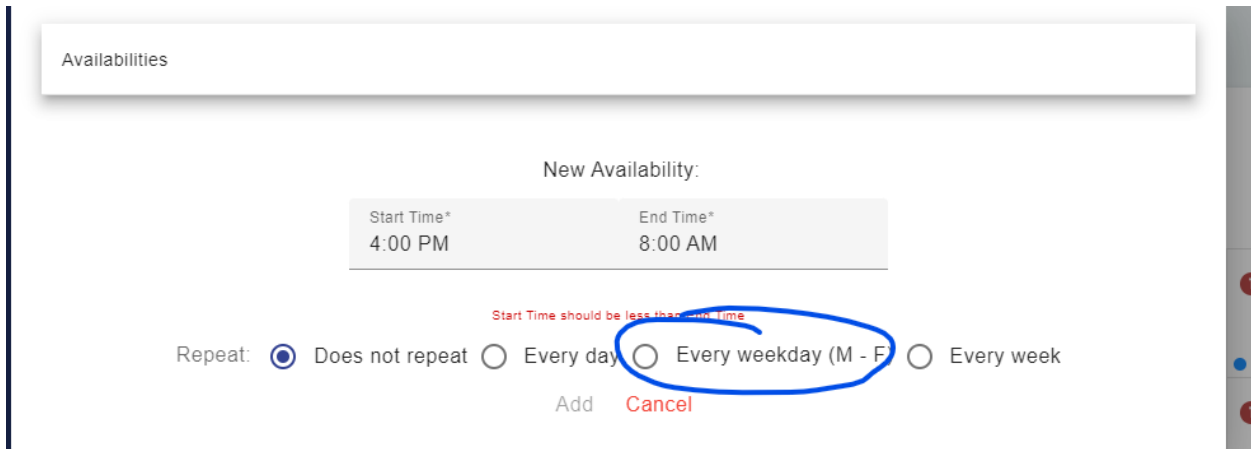 Availabilities
New Availability:
Start Time* End Time*
4:00 PM 8:00 AM
Start Time should be less than End Time
Repeat: Does not repeat Every day Every weekday (M - F) Every week
Add Cancel